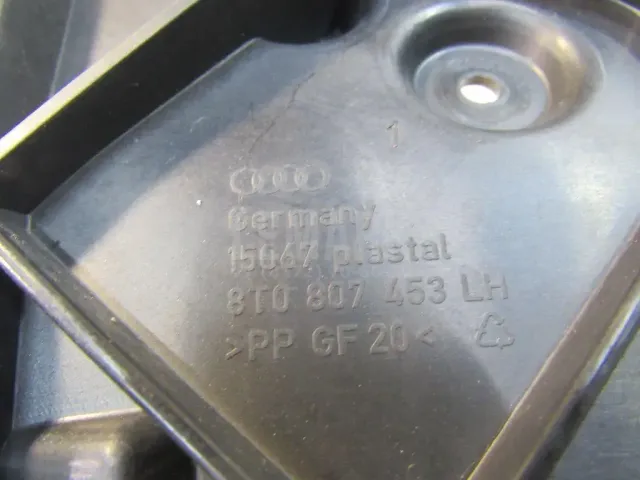 1
Germany
15047 plastal
8T0 807 453 LH
>PP GF 20<